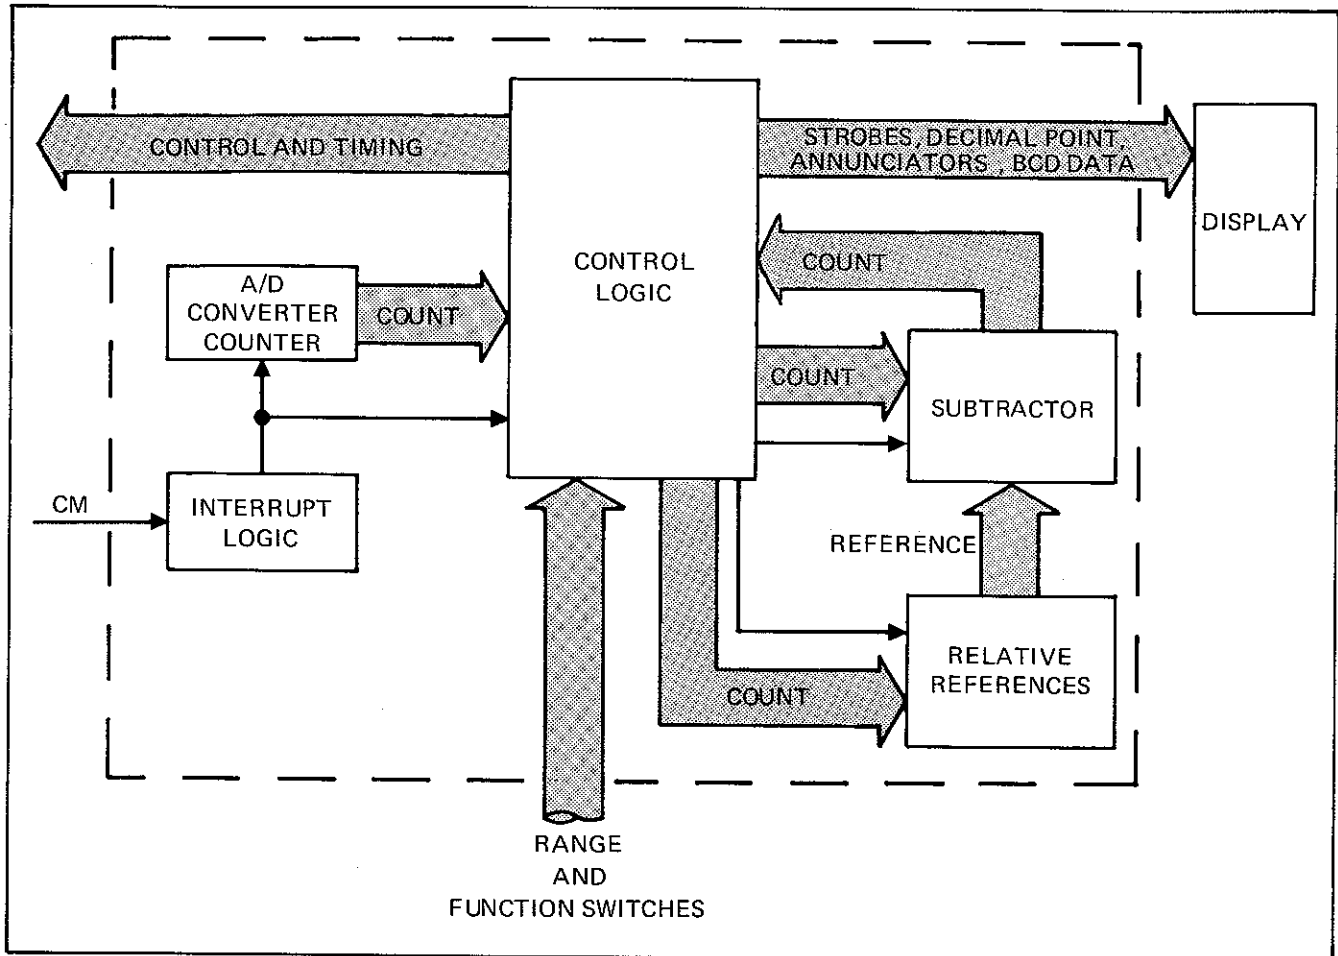 CONTROL AND TIMING
STROBES, DECIMAL POINT,
ANNUNCIATORS , BCD DATA
DISPLAY
CONTROL
LOGIC
COUNT
A/D
CONVERTER
COUNTER
COUNT
COUNT
SUBTRACTOR
CM
INTERRUPT
LOGIC
REFERENCE
RELATIVE
REFERENCES
COUNT
RANGE
AND
FUNCTION SWITCHES